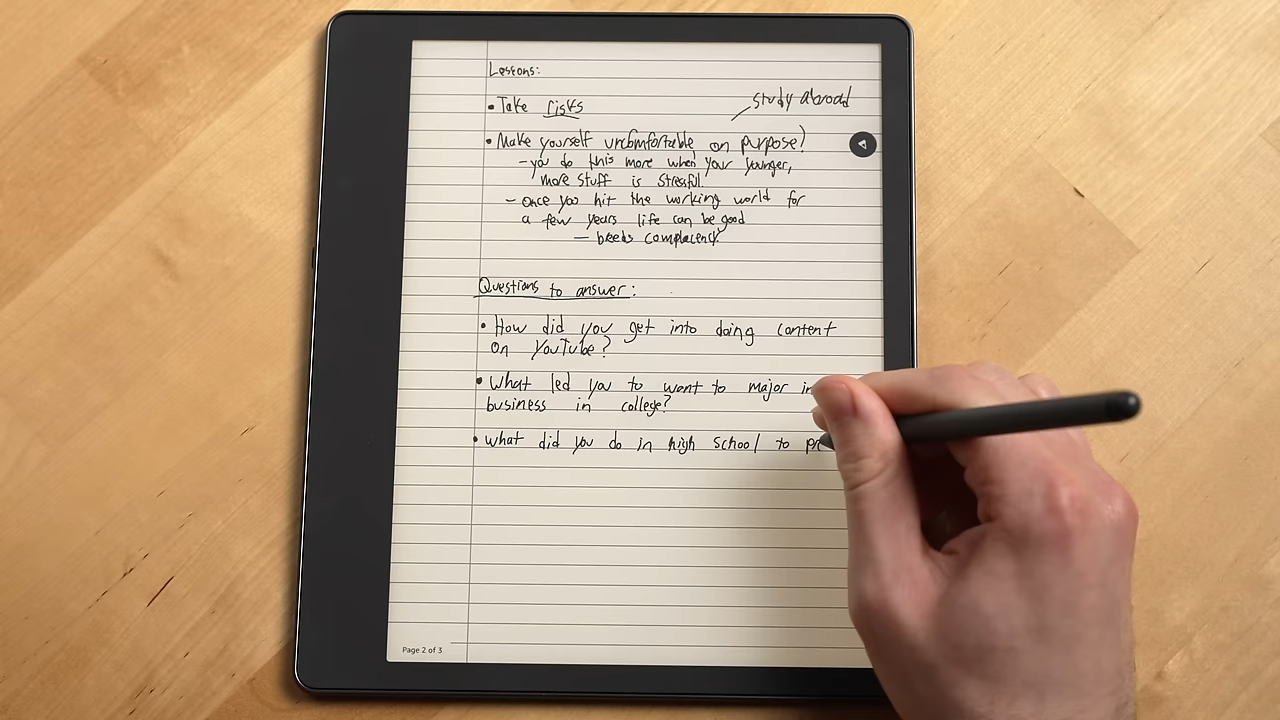 Lessons:
• Take risks
study abroad
• Make yourself uncomfortable on purpose?
- you do this more when your younger,
more stuff is stressful.
- Once you hit the working world for
a few years life can be good
- breeds complacency.
Questions to answer:
• How did you get into doing content
on YouTube?
• What led you to want to major in
business in college?
• what did you do in high school to pr
Page 2 of 3